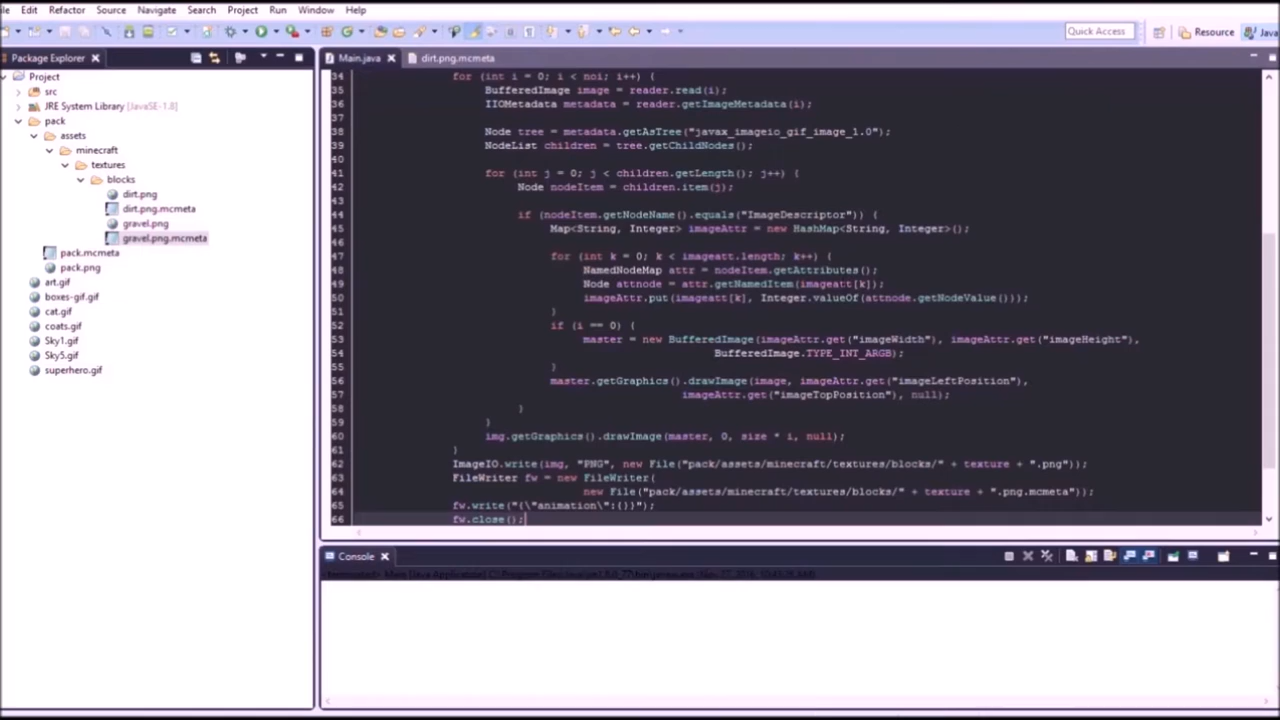 Edit Source Refactor Navigate Search Project Run Window Help
Quick Access
Resource
Java
Package Explorer
Project
src
JRE System Library [JavaSE-1.8]
pack
assets
minecraft
textures
blocks
dirt.png
dirt.png.mcmeta
gravel.png
gravel.png.mcmeta
pack.mcmeta
pack.png
art.gif
boxes-gif.gif
cat.gif
coats.gif
Sky1.gif
Sky5.gif
superhero.gif
Main.java
dirt.png.mcmeta
34 for (int i = 0; i < noi; i++) {
35 BufferedImage image = reader.read(i);
36 IIOMetadata metadata = reader.getImageMetadata(i);
37
38 Node tree = metadata.getAsTree("javax_imageio_gif_image_1.0");
39 NodeList children = tree.getChildNodes();
40
41 for (int j = 0; j < children.getLength(); j++) {
42 Node nodeItem = children.item(j);
43
44 if (nodeItem.getNodeName().equals("ImageDescriptor")) {
45 Map<String, Integer> imageAttr = new HashMap<String, Integer>();
46
47 for (int k = 0; k < imageatt.length; k++) {
48 NamedNodeMap attr = nodeItem.getAttributes();
49 Node attnode = attr.getNamedItem(imageatt[k]);
50 imageAttr.put(imageatt[k], Integer.valueOf(attnode.getNodeValue()));
51 }
52 if (i == 0) {
53 master = new BufferedImage(imageAttr.get("imageWidth"), imageAttr.get("imageHeight"),
54 BufferedImage.TYPE_INT_ARGB);
55 }
56 master.getGraphics().drawImage(image, imageAttr.get("imageLeftPosition"),
57 imageAttr.get("imageTopPosition"), null);
58 }
59 }
60 img.getGraphics().drawImage(master, 0, size * i, null);
61 }
62 ImageIO.write(img, "PNG", new File("pack/assets/minecraft/textures/blocks/" + texture + ".png"));
63 FileWriter fw = new FileWriter(
64 new File("pack/assets/minecraft/textures/blocks/" + texture + ".png.mcmeta"));
65 fw.write("{\"animation\":{}}");
66 fw.close();
Console